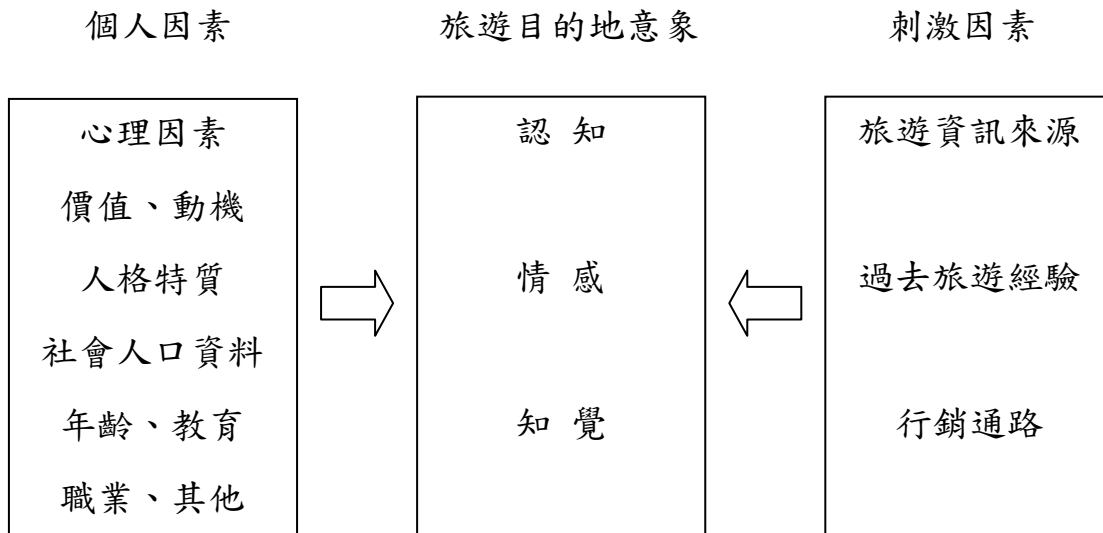 個人因素
旅遊目的地意象
刺激因素
心理因素
價值、動機
人格特質
社會人口資料
年齡、教育
職業、其他
認 知
情 感
知 覺
旅遊資訊來源
過去旅遊經驗
行銷通路